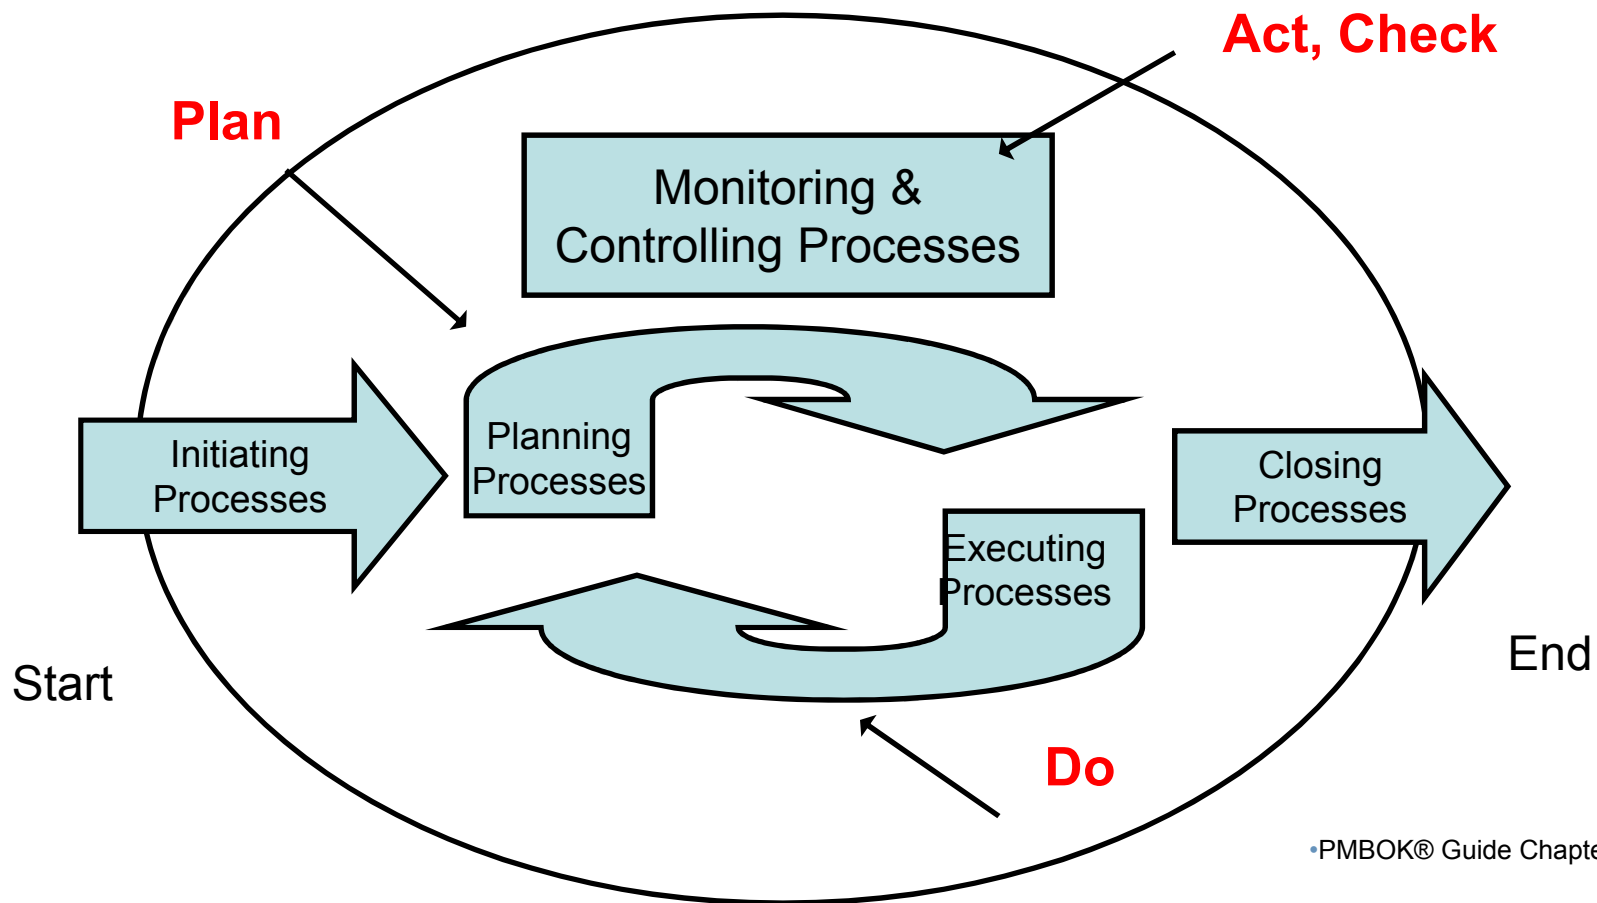 Act, Check
Plan
Monitoring &
Controlling Processes
Planning
Processes
Initiating
Processes
Closing
Processes
Executing
Processes
Start
End
Do
•PMBOK® Guide Chapte